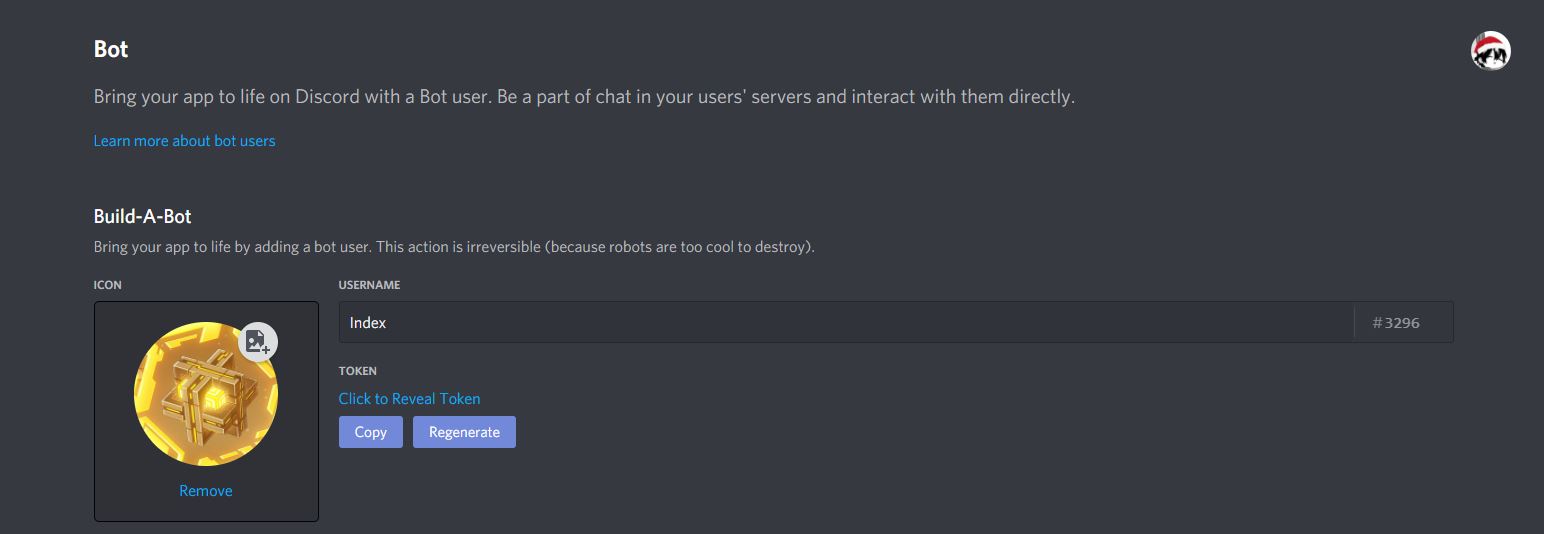 Bot
Bring your app to life on Discord with a Bot user. Be a part of chat in your users' servers and interact with them directly.
Learn more about bot users
Build-A-Bot
Bring your app to life by adding a bot user. This action is irreversible (because robots are too cool to destroy).
ICON
USERNAME
Index
#3296
TOKEN
Click to Reveal Token
Copy
Regenerate
Remove